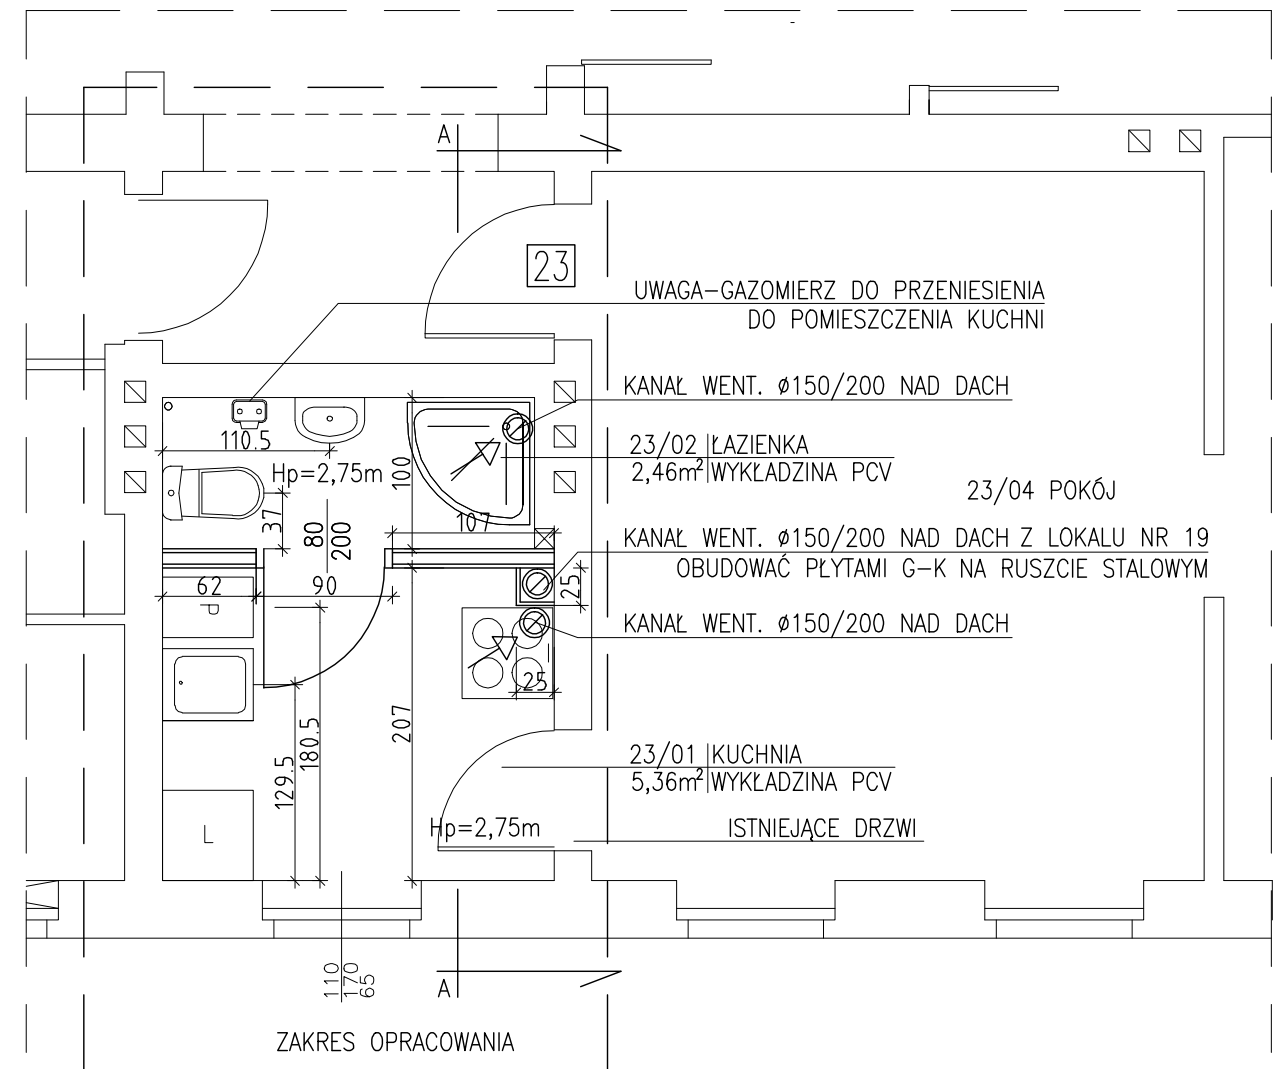 A
23
UWAGA-GAZOMIERZ DO PRZENIESIENIA
DO POMIESZCZENIA KUCHNI
KANAŁ WENT. ø150/200 NAD DACH
110.5
23/02 ŁAZIENKA
2,46m² WYKŁADZINA PCV
Hp=2,75m
100
23/04 POKÓJ
37
80
200
107
KANAŁ WENT. ø150/200 NAD DACH Z LOKALU NR 19
OBUDOWAĆ PŁYTAMI G-K NA RUSZCIE STALOWYM
62
90
25
P
KANAŁ WENT. ø150/200 NAD DACH
25
129.5
180.5
207
23/01 KUCHNIA
5,36m² WYKŁADZINA PCV
L
Hp=2,75m
ISTNIEJĄCE DRZWI
110
170
65
A
ZAKRES OPRACOWANIA